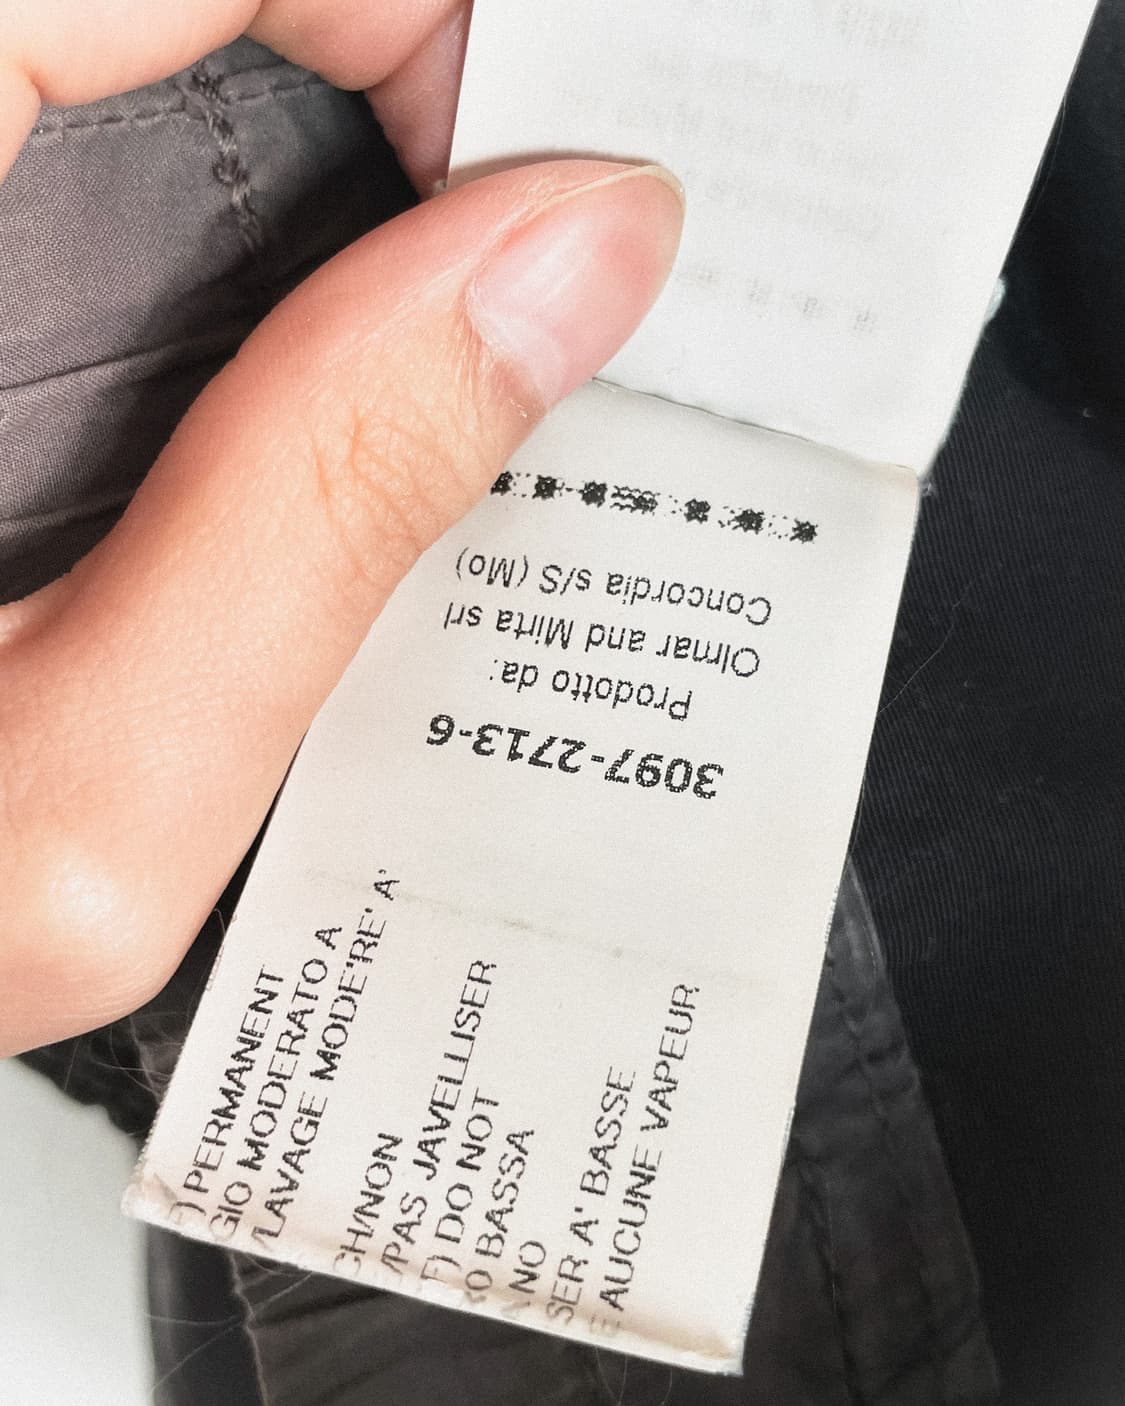 3097-2713-6
Prodotto da:
Olmar and Mirta srl
Concordia s/S (Mo)
PERMANENT
GIO MODERATO A
/LAVAGE MODE'RE' A'
CH/NON
/PAS JAVELLISER
F) DO NOT
RO BASSA
NO
SER A' BASSE
E AUCUNE VAPEUR